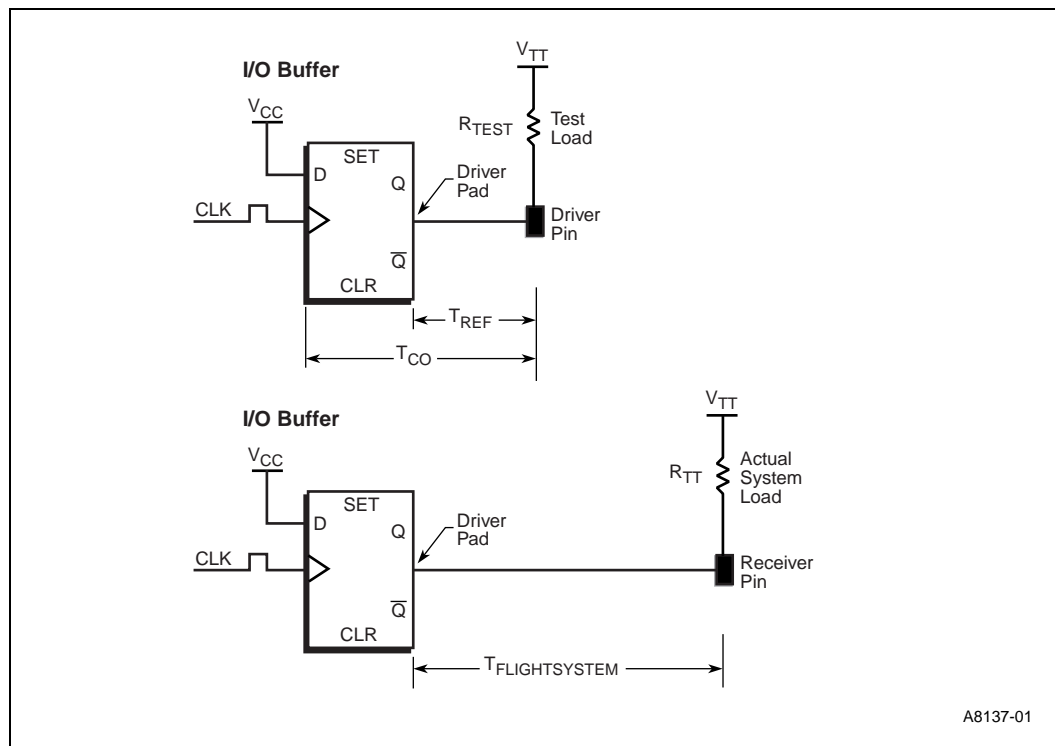 I/O Buffer
VCC
SET
D
Q
CLK
Q̅
CLR
Driver
Pad
VTT
RTEST
Test
Load
Driver
Pin
TREF
TCO
I/O Buffer
VCC
SET
D
Q
CLK
Q̅
CLR
Driver
Pad
VTT
RTT
Actual
System
Load
Receiver
Pin
TFLIGHTSYSTEM
A8137-01